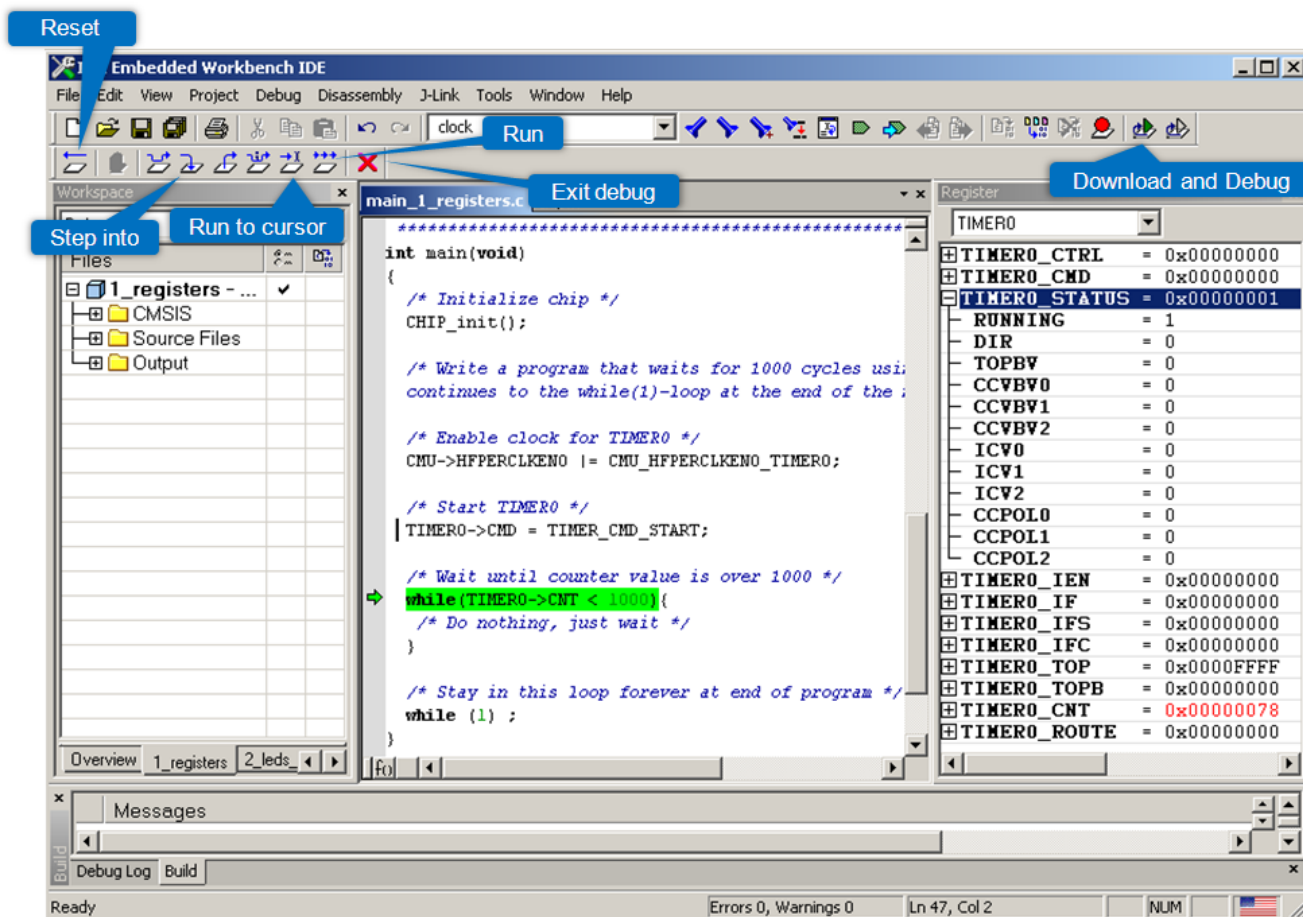 Reset
Embedded Workbench IDE
File Edit View Project Debug Disassembly J-Link Tools Window Help
clock
Run
Exit debug
Download and Debug
Step into
Run to cursor
Workspace
Files
1_registers - ...
CMSIS
Source Files
Output
Overview 1_registers 2_leds_
main_1_registers.c
*****************************************************
int main(void)
{
/* Initialize chip */
CHIP_init();
/* Write a program that waits for 1000 cycles usi
continues to the while(1)-loop at the end of the
/* Enable clock for TIMER0 */
CMU->HFPERCLKEN0 |= CMU_HFPERCLKEN0_TIMER0;
/* Start TIMER0 */
TIMER0->CMD = TIMER_CMD_START;
/* Wait until counter value is over 1000 */
while(TIMER0->CNT < 1000){
/* Do nothing, just wait */
}
/* Stay in this loop forever at end of program */
while (1) ;
}
f()
Register
TIMER0
TIMER0_CTRL = 0x00000000
TIMER0_CMD = 0x00000000
TIMER0_STATUS = 0x00000001
RUNNING = 1
DIR = 0
TOPBV = 0
CCVBV0 = 0
CCVBV1 = 0
CCVBV2 = 0
ICV0 = 0
ICV1 = 0
ICV2 = 0
CCPOL0 = 0
CCPOL1 = 0
CCPOL2 = 0
TIMER0_IEN = 0x00000000
TIMER0_IF = 0x00000000
TIMER0_IFS = 0x00000000
TIMER0_IFC = 0x00000000
TIMER0_TOP = 0x0000FFFF
TIMER0_TOPB = 0x00000000
TIMER0_CNT = 0x00000078
TIMER0_ROUTE = 0x00000000
Messages
Build
Debug Log Build
Ready
Errors 0, Warnings 0
Ln 47, Col 2
NUM